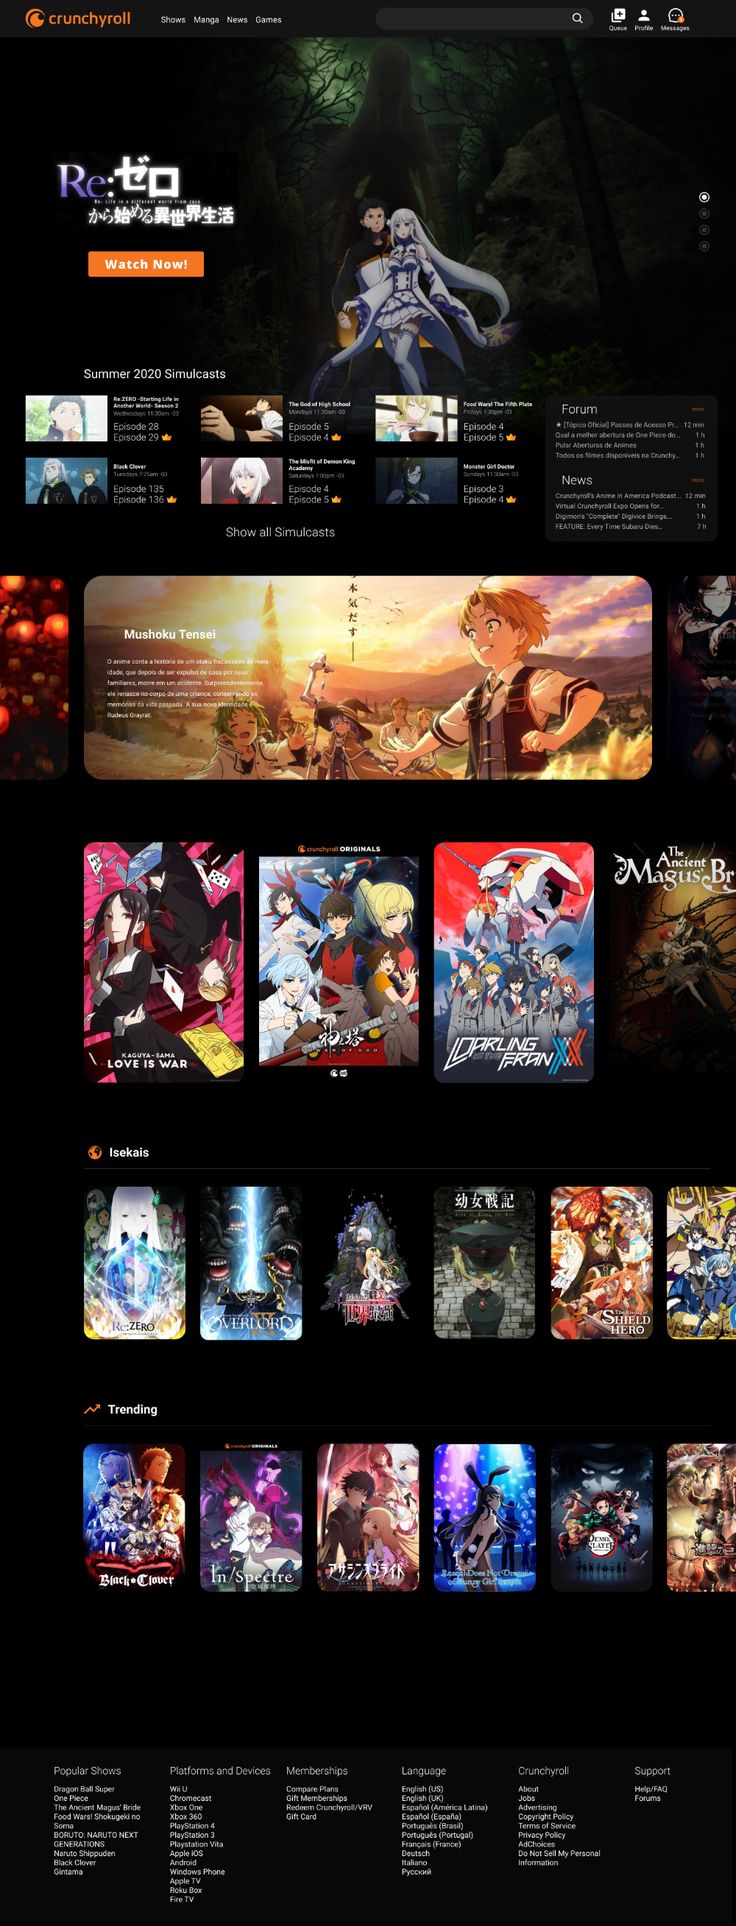 crunchyroll
Shows Manga News Games
Queue Profile Messages
Re:ゼロ
Re: Life in a different world from zero
から始める異世界生活
Watch Now!
Summer 2020 Simulcasts
Re:ZERO -Starting Life in
Another World- Season 2
Wednesdays 11:30am -03
Episode 28
Episode 29
The God of High School
Mondays 11:30am -03
Episode 5
Episode 4
Food Wars! The Fifth Plate
Fridays 1:30pm -03
Episode 4
Episode 5
Black Clover
Tuesdays 7:25am -03
Episode 135
Episode 136
The Misfit of Demon King
Academy
Saturdays 1:00pm -03
Episode 4
Episode 5
Monster Girl Doctor
Sundays 11:30am -03
Episode 3
Episode 4
Show all Simulcasts
Forum more
★ [Tópico Oficial] Passes de Acesso Pr... 12 min
Qual a melhor abertura de One Piece do... 1 h
Pular Aberturas de Animes 1 h
Todos os filmes disponíveis na Crunchy... 1 h
News more
Crunchyroll's Anime in America Podcast... 12 min
Virtual Crunchyroll Expo Opens for... 1 h
Digimon's "Complete" Digivice Brings... 1 h
FEATURE: Every Time Subaru Dies... 7 h
本気だす
Mushoku Tensei
O anime conta a história de um otaku fracassado de meia
idade, que depois de ser expulso de casa por seus
familiares, morre em um acidente. Surpreendentemente,
ele renasce no corpo de uma criança, conservando as
memórias da vida passada. A sua nova identidade é
Rudeus Grayrat.
KAGUYA-SAMA
LOVE IS WAR
crunchyroll ORIGINALS
神之塔
TOWER OF GOD
DARLING
in the
FRANXX
The
Ancient
Magus' Br
Isekais
Re:ZERO
OVERLORD III
世界最強
幼女戦記
The Rising of
SHIELD
HERO
Trending
Black Clover
crunchyroll ORIGINALS
In/Spectre
アサシンズプライド
Rascal Does Not Dream
of Bunny Girl Senpai
DEMON
SLAYER
進撃の巨
Popular Shows
Dragon Ball Super
One Piece
The Ancient Magus' Bride
Food Wars! Shokugeki no
Soma
BORUTO: NARUTO NEXT
GENERATIONS
Naruto Shippuden
Black Clover
Gintama
Platforms and Devices
Wii U
Chromecast
Xbox One
Xbox 360
PlayStation 4
PlayStation 3
Playstation Vita
Apple iOS
Android
Windows Phone
Apple TV
Roku Box
Fire TV
Memberships
Compare Plans
Gift Memberships
Redeem Crunchyroll/VRV
Gift Card
Language
English (US)
English (UK)
Español (América Latina)
Español (España)
Português (Brasil)
Português (Portugal)
Français (France)
Deutsch
Italiano
Русский
Crunchyroll
About
Jobs
Advertising
Copyright Policy
Terms of Service
Privacy Policy
AdChoices
Do Not Sell My Personal
Information
Support
Help/FAQ
Forums